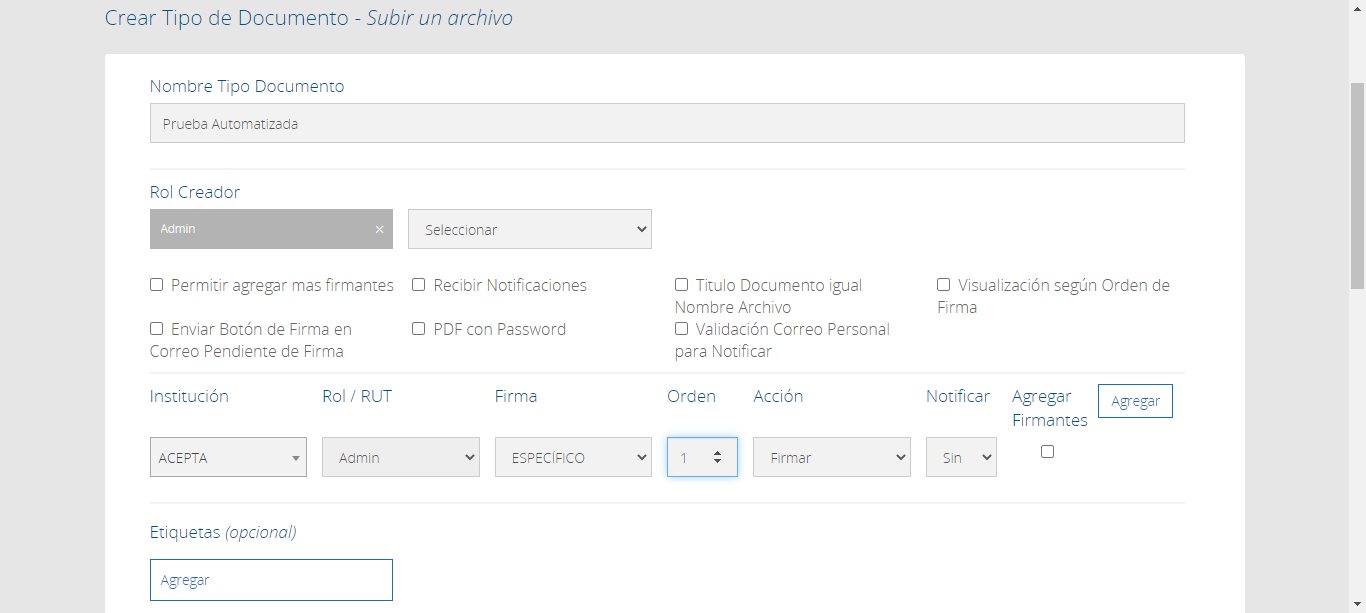 Crear Tipo de Documento - Subir un archivo
Nombre Tipo Documento
Prueba Automatizada
Rol Creador
Admin ×
Seleccionar
Permitir agregar mas firmantes
Recibir Notificaciones
Titulo Documento igual
Nombre Archivo
Visualización según Orden de
Firma
Enviar Botón de Firma en
Correo Pendiente de Firma
PDF con Password
Validación Correo Personal
para Notificar
Institución
Rol / RUT
Firma
Orden
Acción
Notificar
Agregar
Firmantes
Agregar
ACEPTA
Admin
ESPECÍFICO
1
Firmar
Sin
Etiquetas (opcional)
Agregar